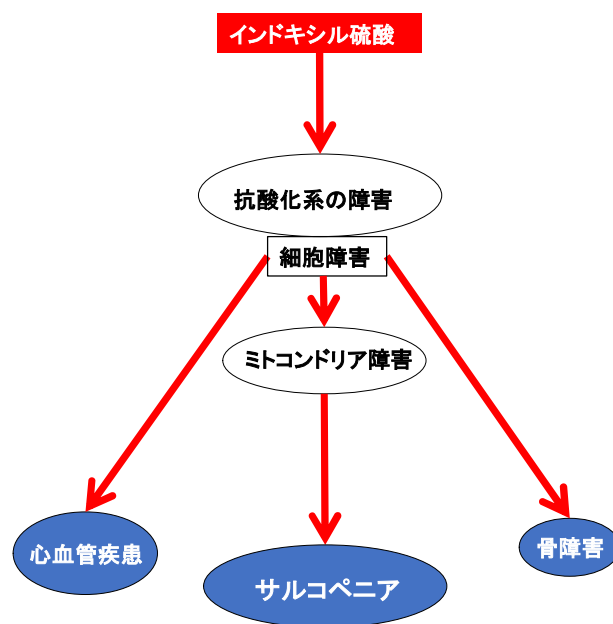 インドキシル硫酸
抗酸化系の障害
細胞障害
ミトコンドリア障害
心血管疾患
サルコペニア
骨障害